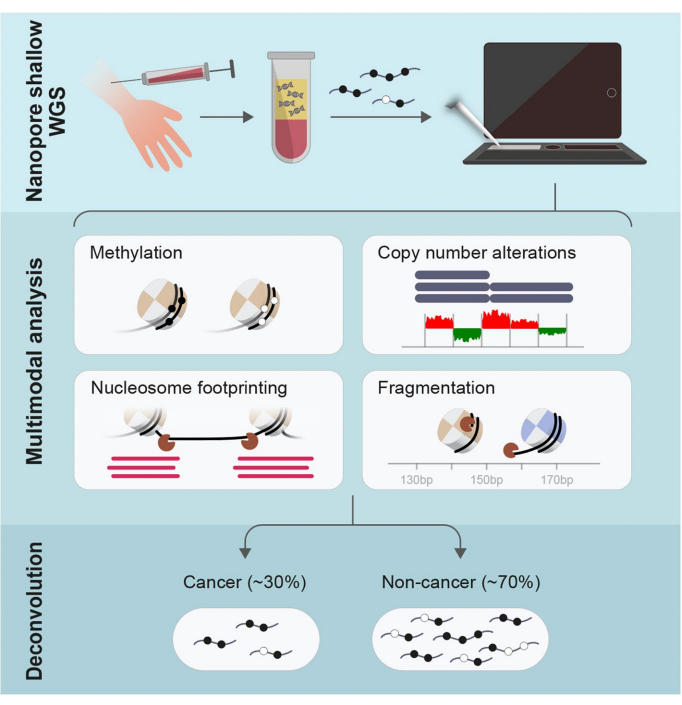 Nanopore shallow
WGS
Multimodal analysis
Methylation
Copy number alterations
Nucleosome footprinting
Fragmentation
130bp 150bp 170bp
Deconvolution
Cancer (~30%)
Non-cancer (~70%)